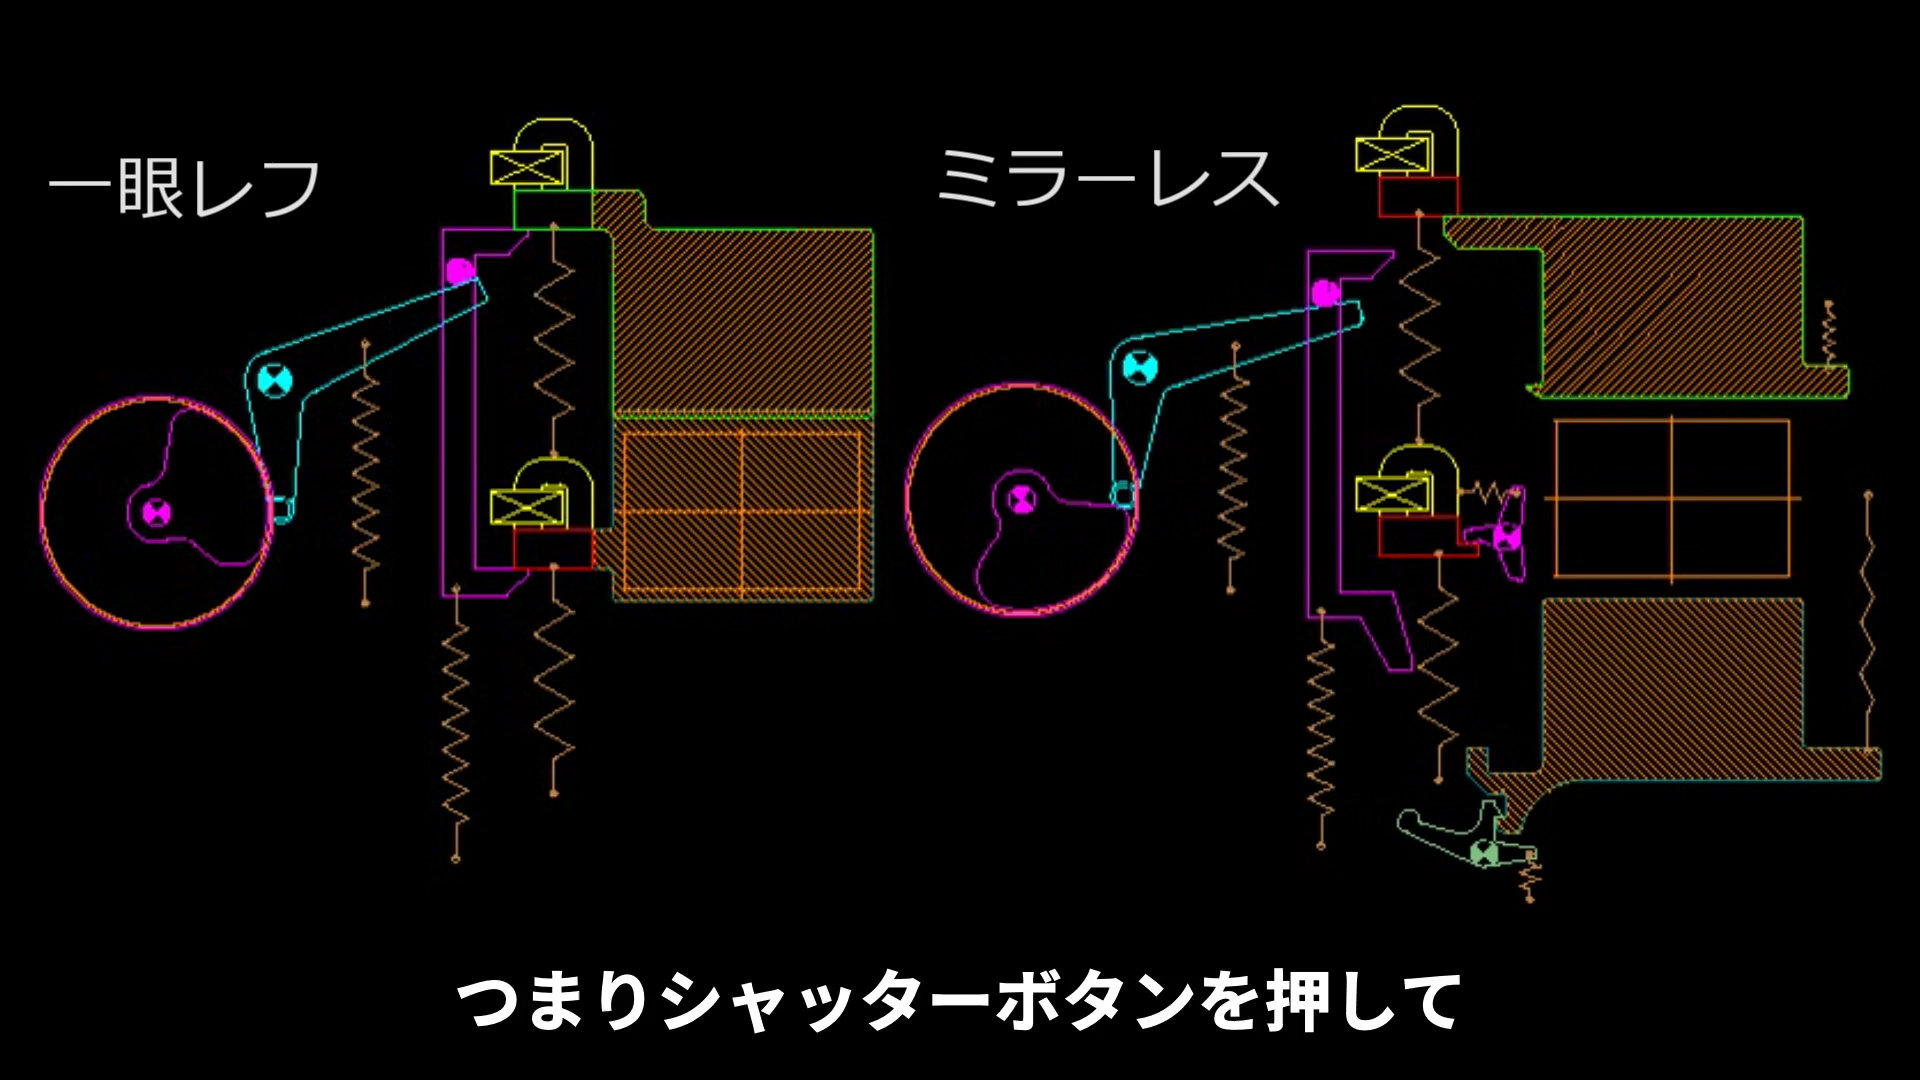 一眼レフ
ミラーレス
つまりシャッターボタンを押して